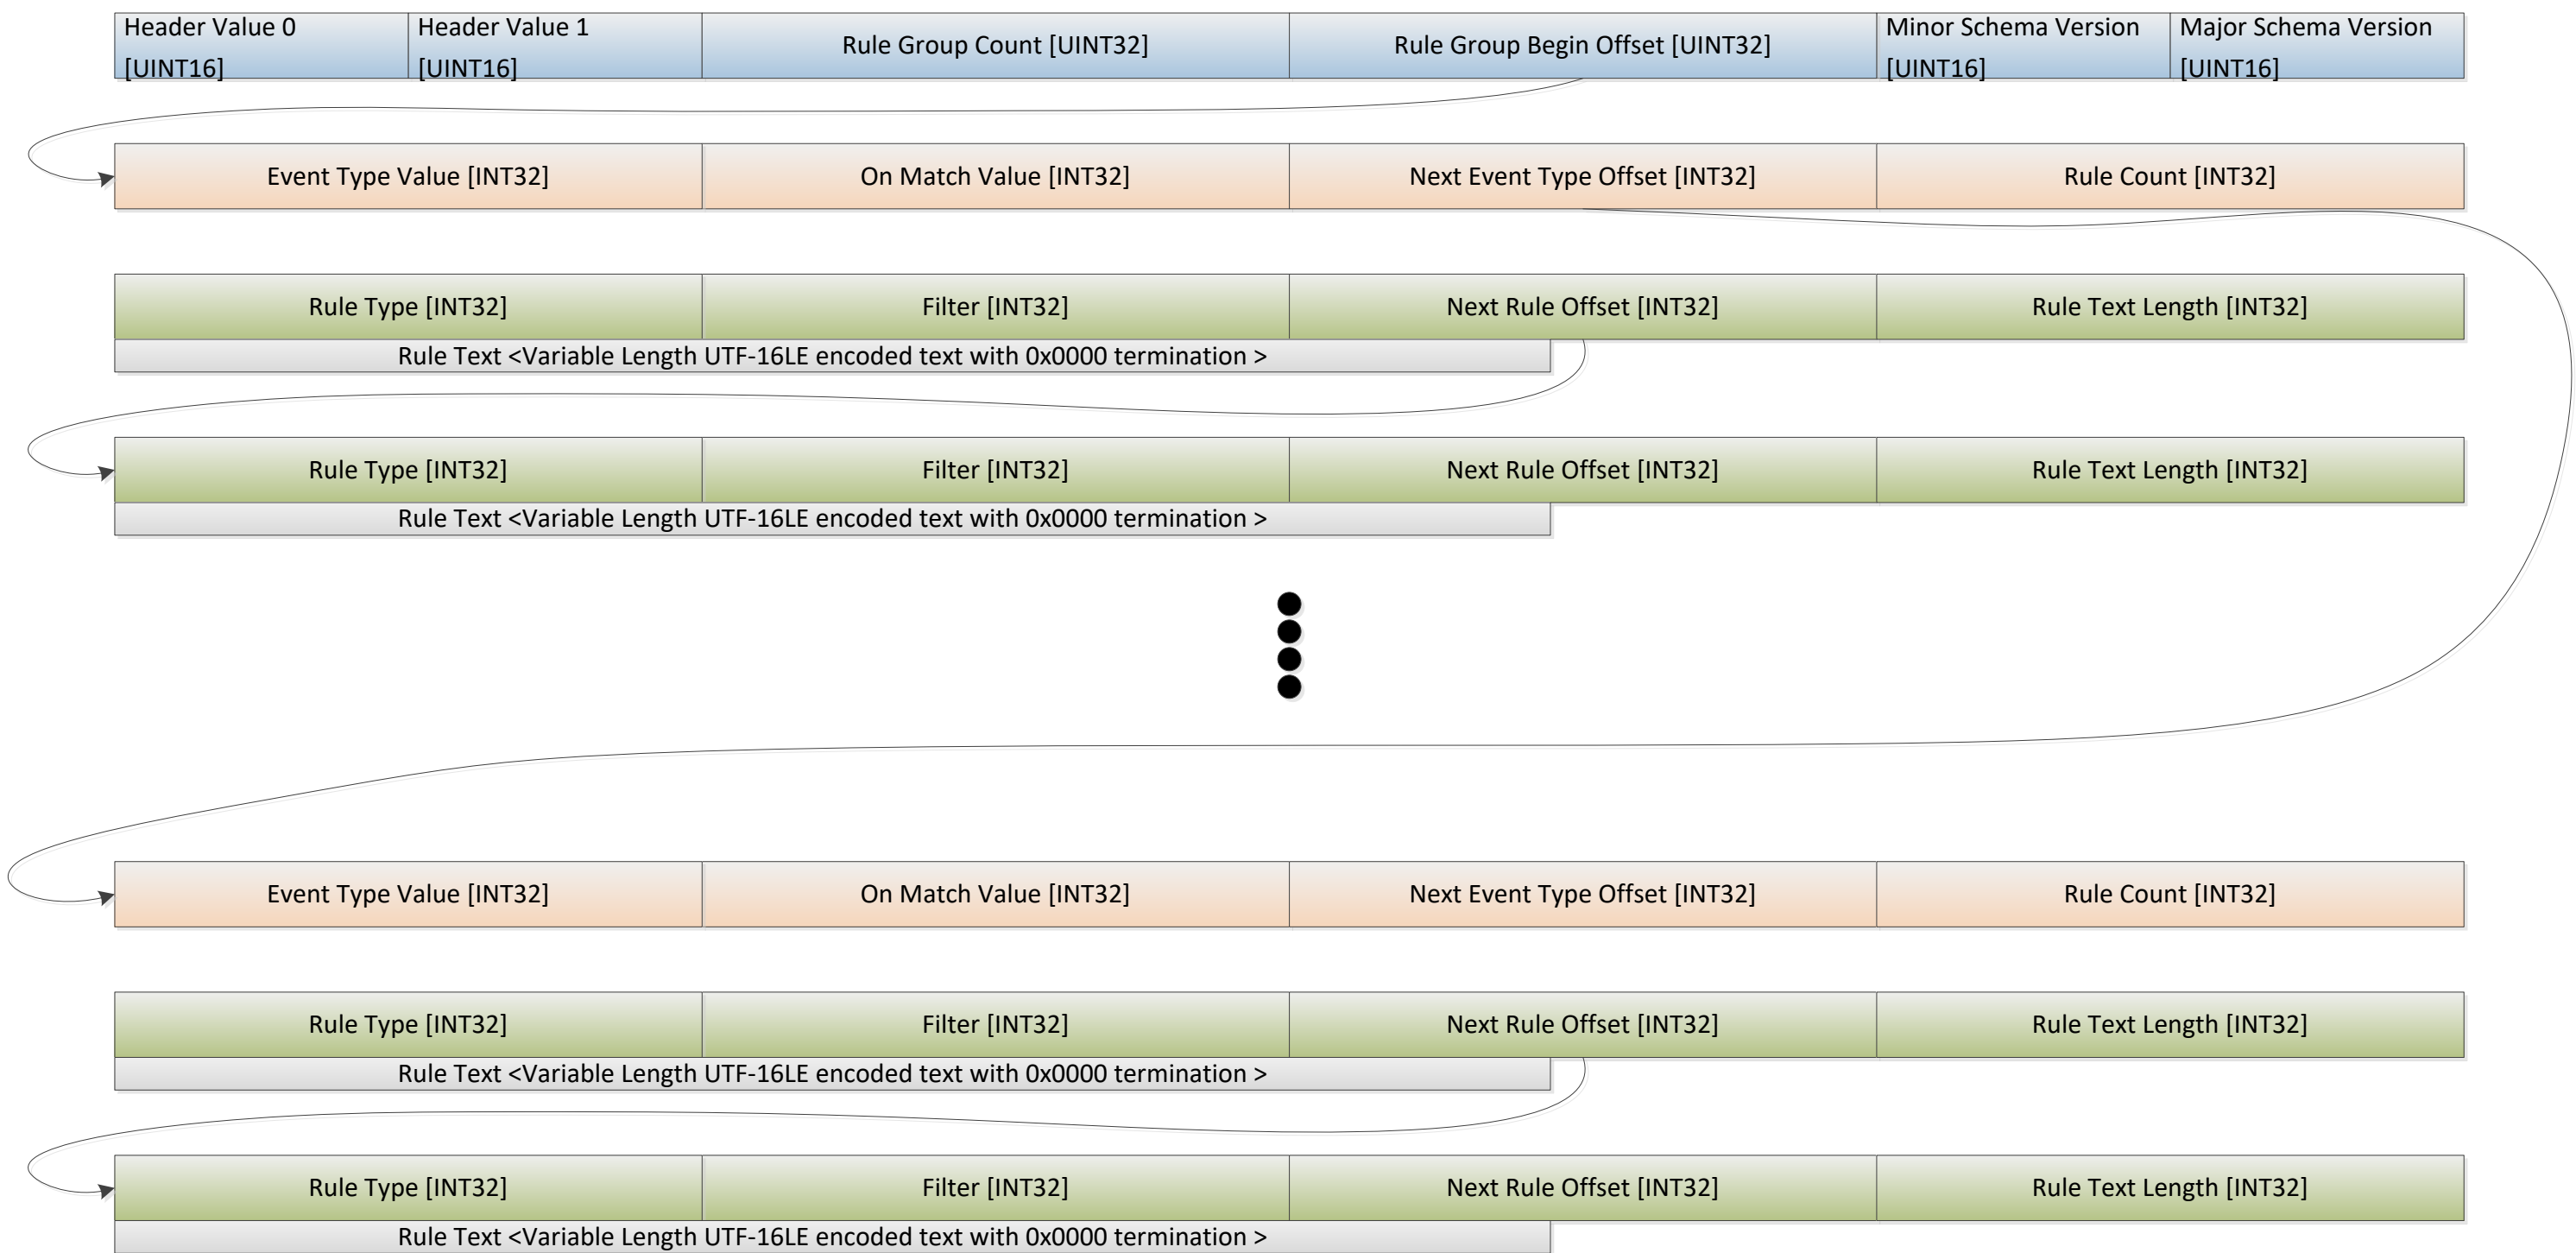 Header Value 0
[UINT16]
Header Value 1
[UINT16]
Rule Group Count [UINT32]
Rule Group Begin Offset [UINT32]
Minor Schema Version
[UINT16]
Major Schema Version
[UINT16]
Event Type Value [INT32]
On Match Value [INT32]
Next Event Type Offset [INT32]
Rule Count [INT32]
Rule Type [INT32]
Filter [INT32]
Next Rule Offset [INT32]
Rule Text Length [INT32]
Rule Text <Variable Length UTF-16LE encoded text with 0x0000 termination >
Rule Type [INT32]
Filter [INT32]
Next Rule Offset [INT32]
Rule Text Length [INT32]
Rule Text <Variable Length UTF-16LE encoded text with 0x0000 termination >
Event Type Value [INT32]
On Match Value [INT32]
Next Event Type Offset [INT32]
Rule Count [INT32]
Rule Type [INT32]
Filter [INT32]
Next Rule Offset [INT32]
Rule Text Length [INT32]
Rule Text <Variable Length UTF-16LE encoded text with 0x0000 termination >
Rule Type [INT32]
Filter [INT32]
Next Rule Offset [INT32]
Rule Text Length [INT32]
Rule Text <Variable Length UTF-16LE encoded text with 0x0000 termination >